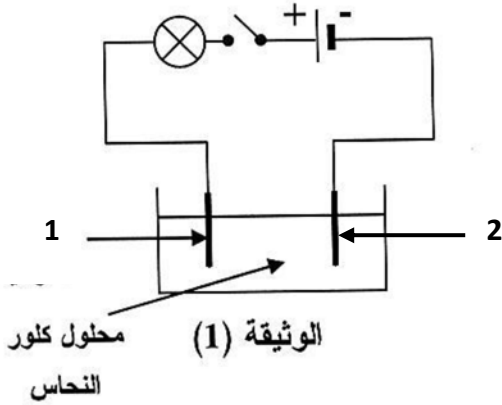 + -
1
2
محلول كلور
النحاس
الوثيقة (1)